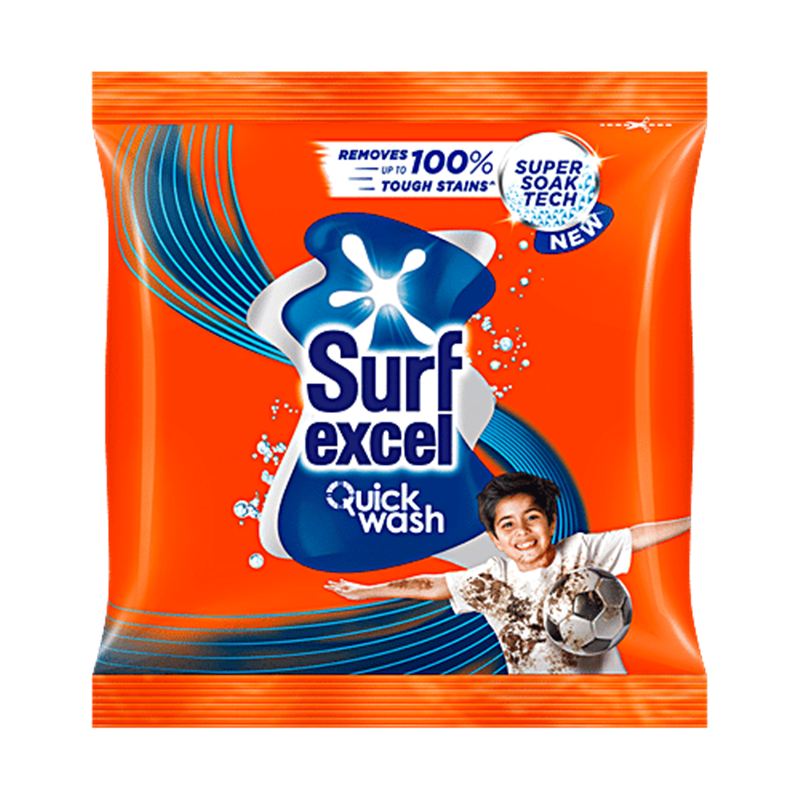 REMOVES UP TO 100%
TOUGH STAINS^
SUPER
SOAK
TECH
NEW
Surf
excel
Quick
wash